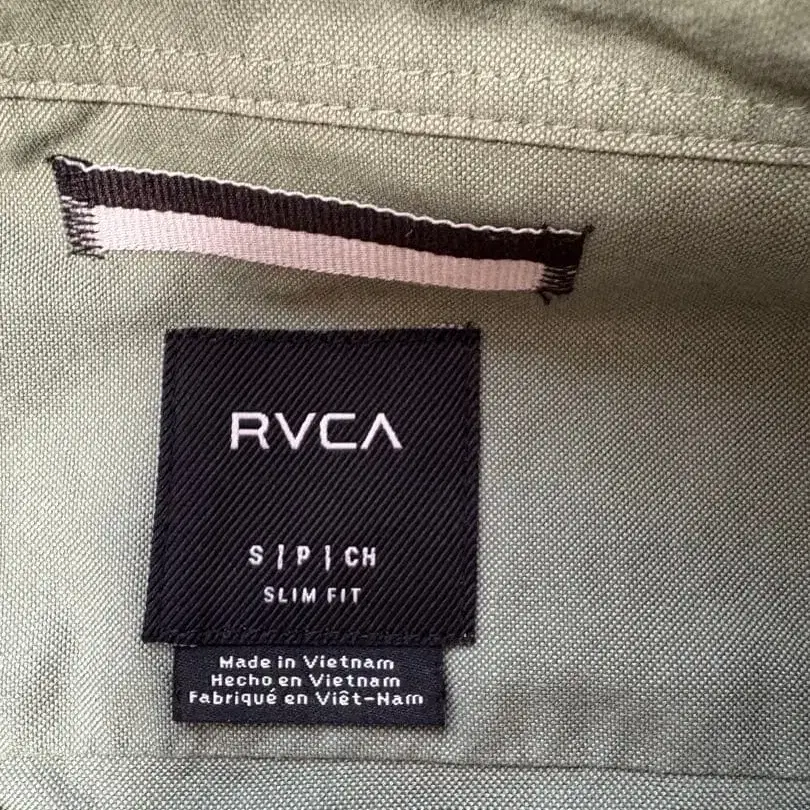 RVCA
S | P | CH
SLIM FIT
Made in Vietnam
Hecho en Vietnam
Fabriqué en Viêt-Nam